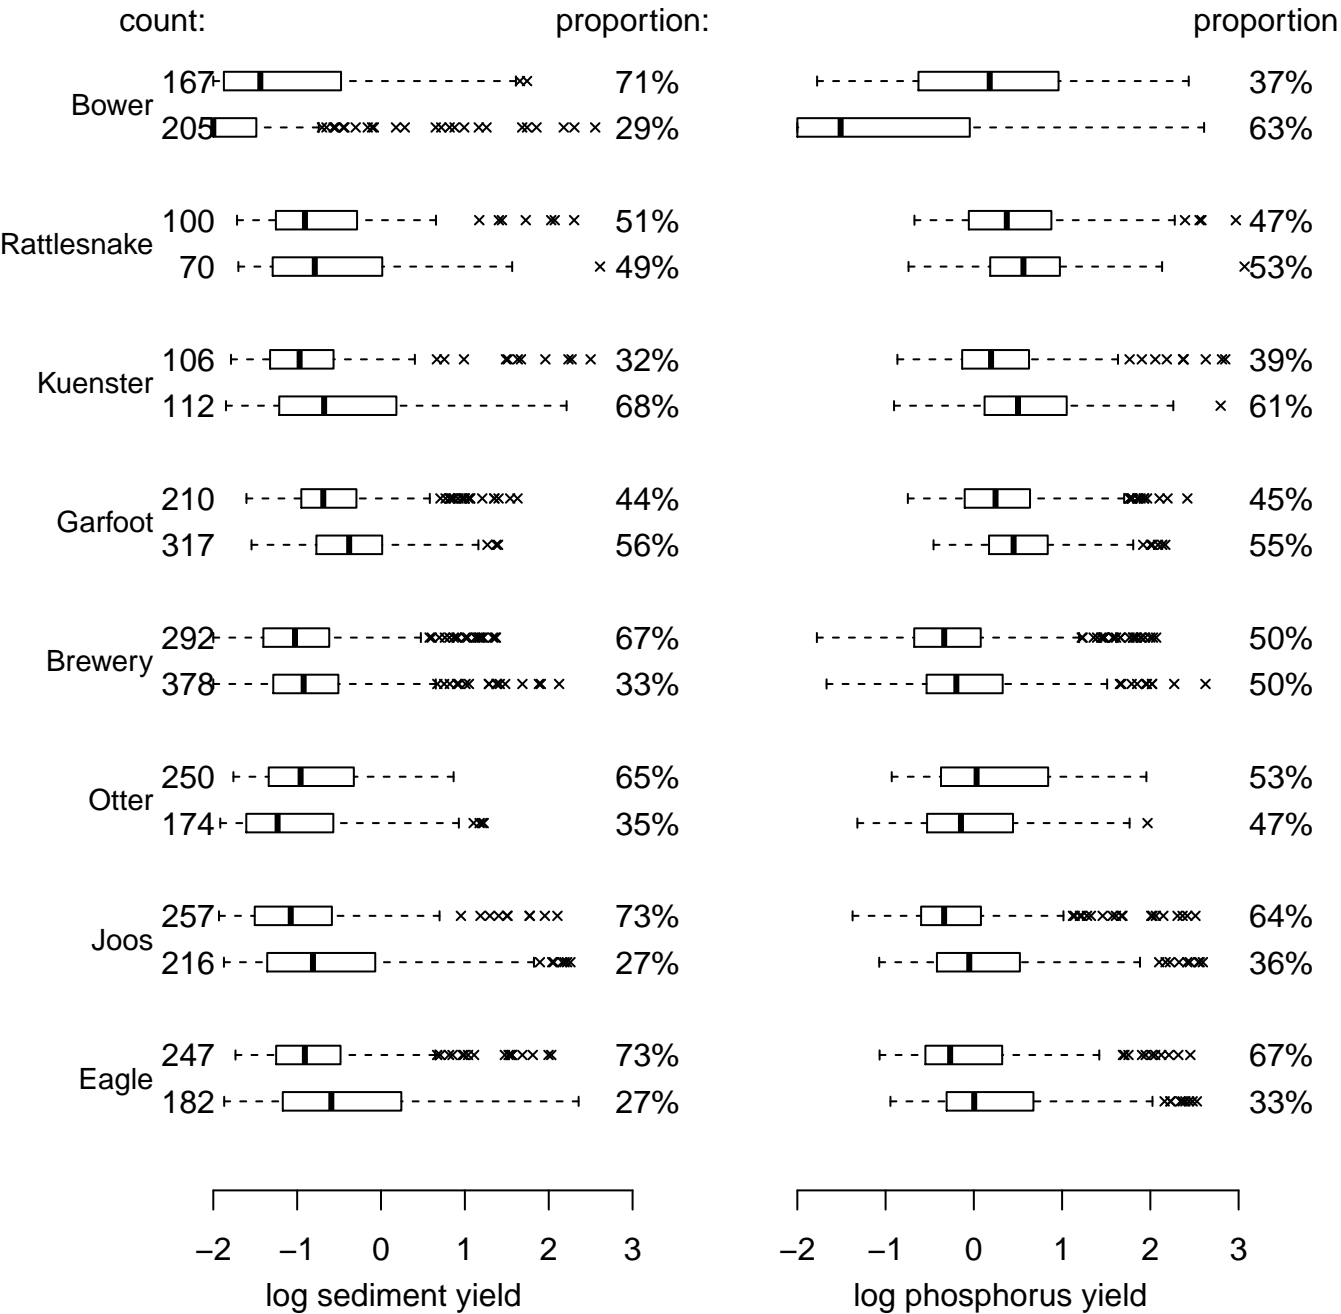 count: proportion: proportion
167 71% 37%
Bower
205 29% 63%
100 51% 47%
Rattlesnake
70 49% 53%
106 32% 39%
Kuenster
112 68% 61%
210 44% 45%
Garfoot
317 56% 55%
292 67% 50%
Brewery
378 33% 50%
250 65% 53%
Otter
174 35% 47%
257 73% 64%
Joos
216 27% 36%
247 73% 67%
Eagle
182 27% 33%
−2 −1 0 1 2 3 −2 −1 0 1 2 3
log sediment yield log phosphorus yield